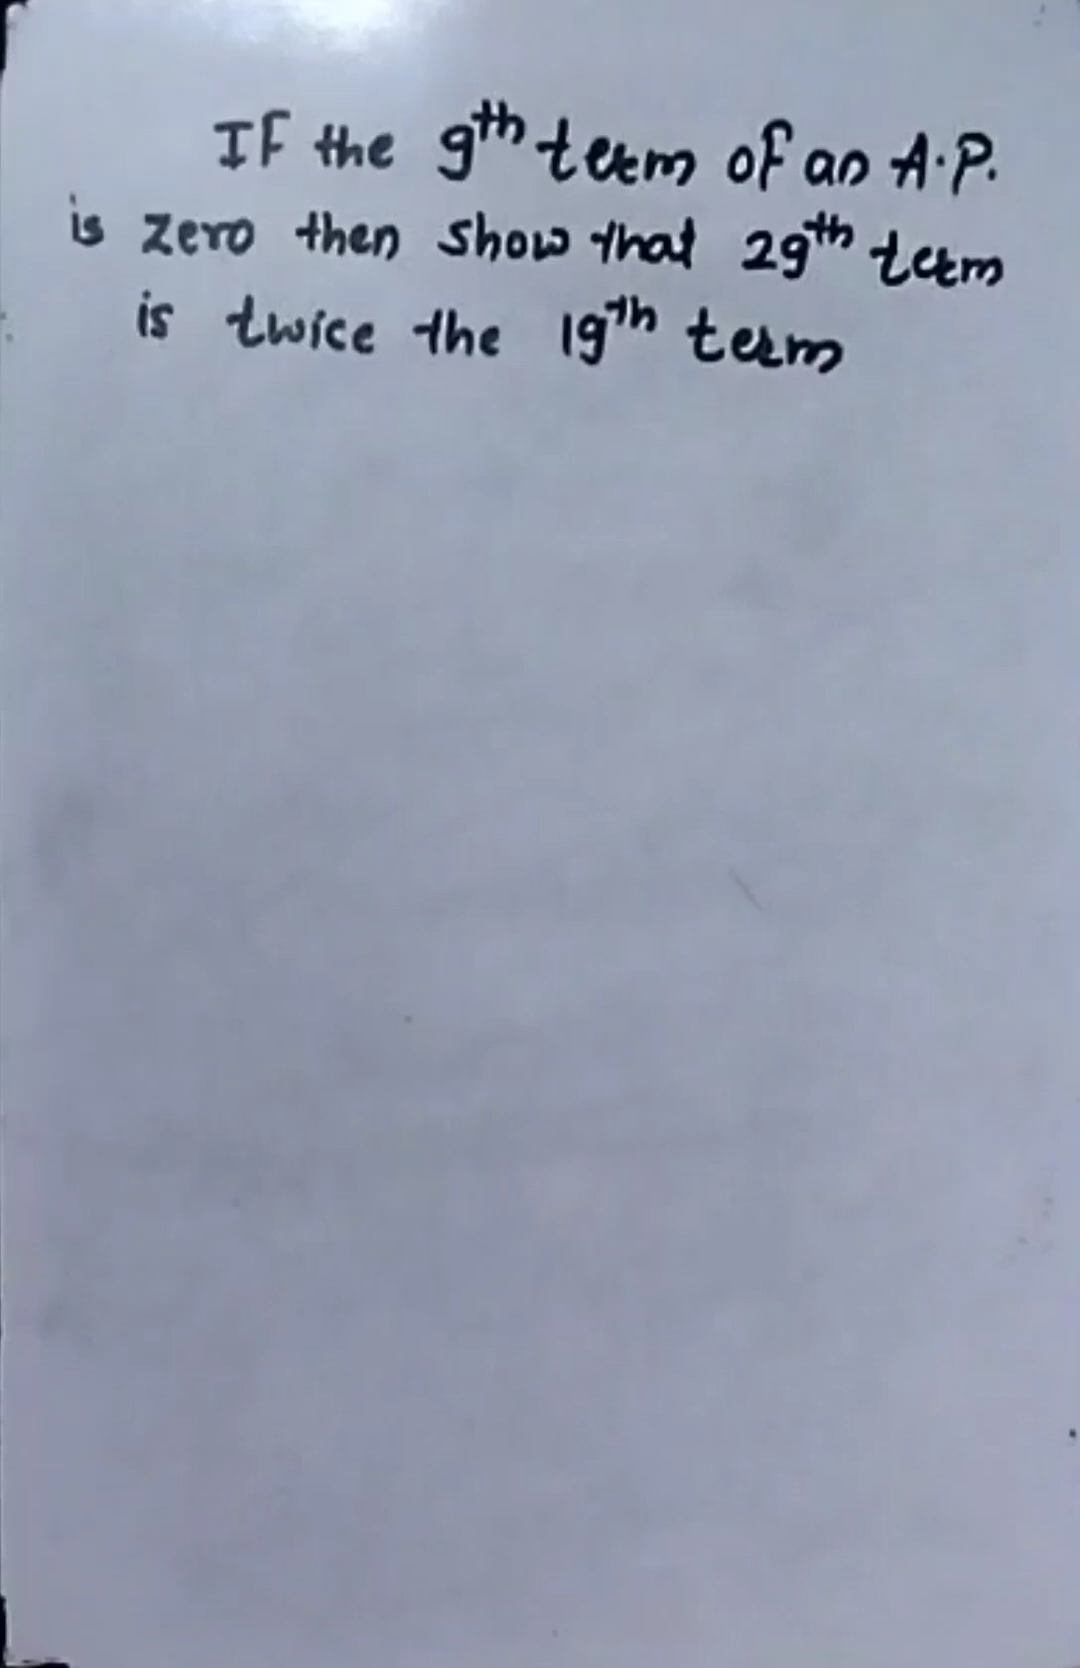 IF the 9th term of an A.P.
is zero then show that 29th term
is twice the 19th term